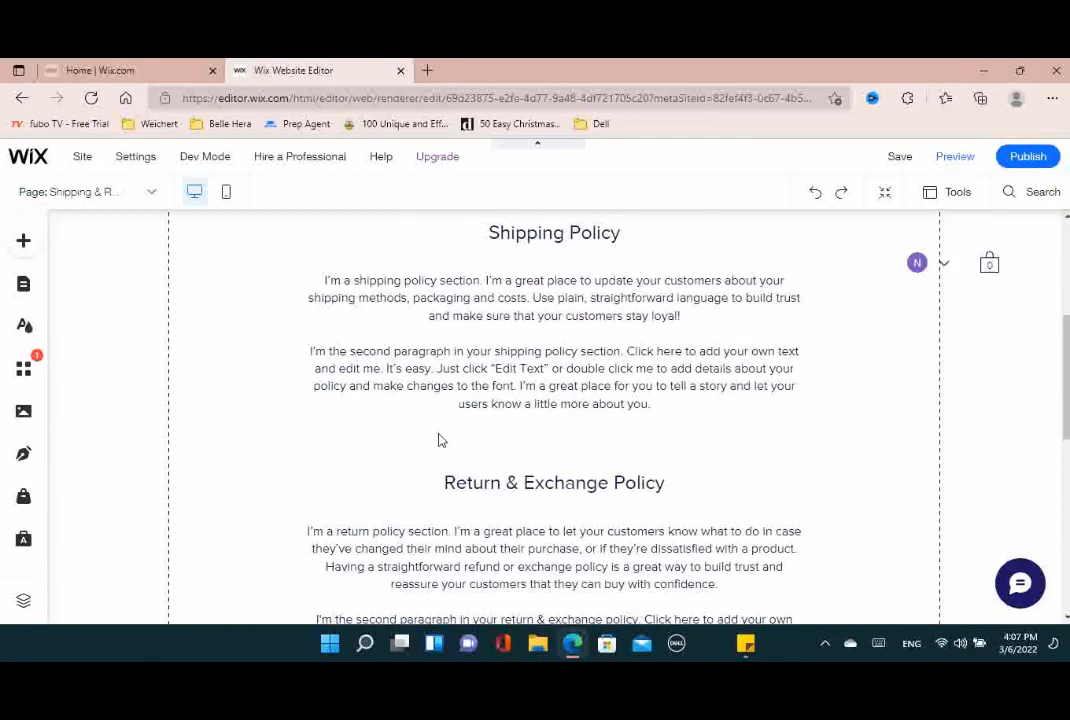 Home | Wix.com
WIX Wix Website Editor
https://editor.wix.com/html/editor/web/renderer/edit/69d23875-e2fe-4d77-9a48-4df721705c20?metaSiteId=82fef4f3-0c67-4b5...
fubo TV - Free Trial Weichert Belle Hera Prep Agent 100 Unique and Eff... 50 Easy Christmas... Dell
WiX Site Settings Dev Mode Hire a Professional Help Upgrade Save Preview Publish
Page: Shipping & R... Tools Search
Shipping Policy
N 0
I'm a shipping policy section. I'm a great place to update your customers about your
shipping methods, packaging and costs. Use plain, straightforward language to build trust
and make sure that your customers stay loyal!
I'm the second paragraph in your shipping policy section. Click here to add your own text
and edit me. It's easy. Just click “Edit Text” or double click me to add details about your
policy and make changes to the font. I'm a great place for you to tell a story and let your
users know a little more about you.
1
A
Return & Exchange Policy
I'm a return policy section. I'm a great place to let your customers know what to do in case
they've changed their mind about their purchase, or if they're dissatisfied with a product.
Having a straightforward refund or exchange policy is a great way to build trust and
reassure your customers that they can buy with confidence.
I'm the second paragraph in your return & exchange policy. Click here to add your own
DELL
ENG
4:07 PM
3/6/2022